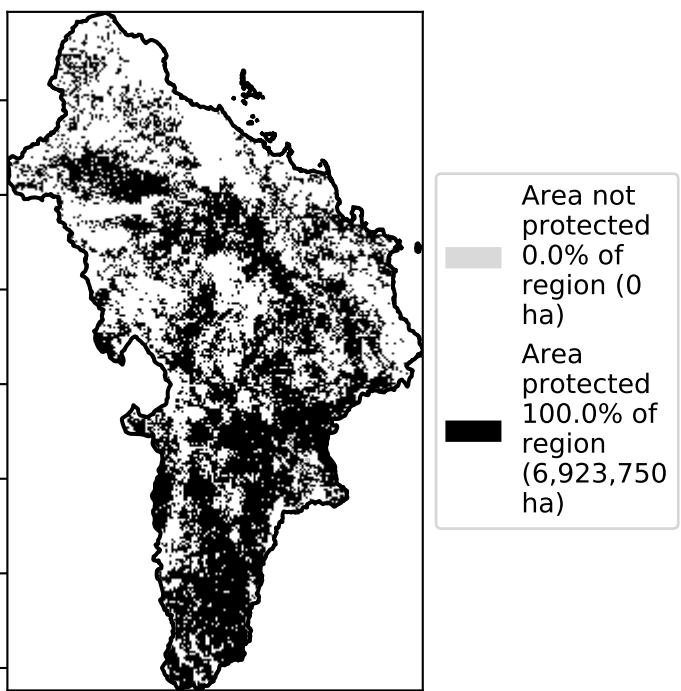 Area not
protected
0.0% of
region (0
ha)
Area
protected
100.0% of
region
(6,923,750
ha)